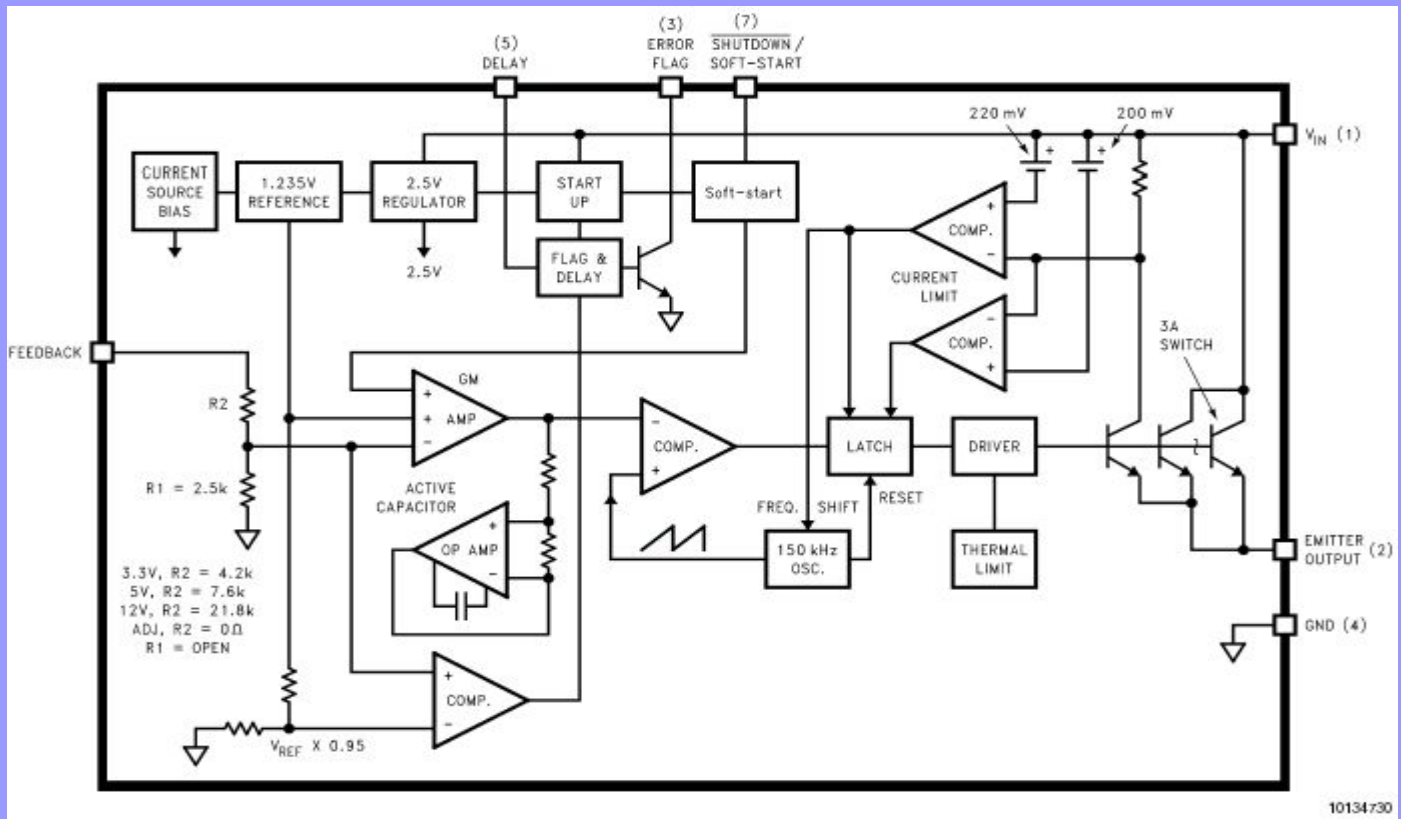 (5)
DELAY
(3)
ERROR
FLAG
(7)
SHUTDOWN /
SOFT-START
220 mV
200 mV
VIN (1)
CURRENT
SOURCE
BIAS
1.235V
REFERENCE
2.5V
REGULATOR
START
UP
Soft-start
+
+
+
COMP.
-
2.5V
FLAG &
DELAY
CURRENT
LIMIT
-
COMP.
+
3A
SWITCH
FEEDBACK
R2
GM
+
+ AMP
-
-
COMP.
+
LATCH
DRIVER
R1 = 2.5k
ACTIVE
CAPACITOR
+
OP AMP
-
FREQ. SHIFT
RESET
150 kHz
OSC.
THERMAL
LIMIT
EMITTER
OUTPUT (2)
3.3V, R2 = 4.2k
5V, R2 = 7.6k
12V, R2 = 21.8k
ADJ, R2 = 0Ω
R1 = OPEN
GND (4)
+
COMP.
-
VREF X 0.95
10134730